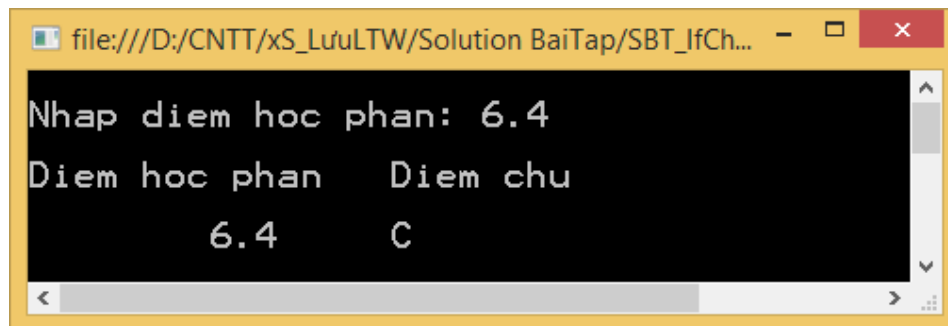 file:///D:/CNTT/xS_LưuLTW/Solution BaiTap/SBT_IfCh...
Nhap diem hoc phan: 6.4
Diem hoc phan   Diem chu
6.4   C